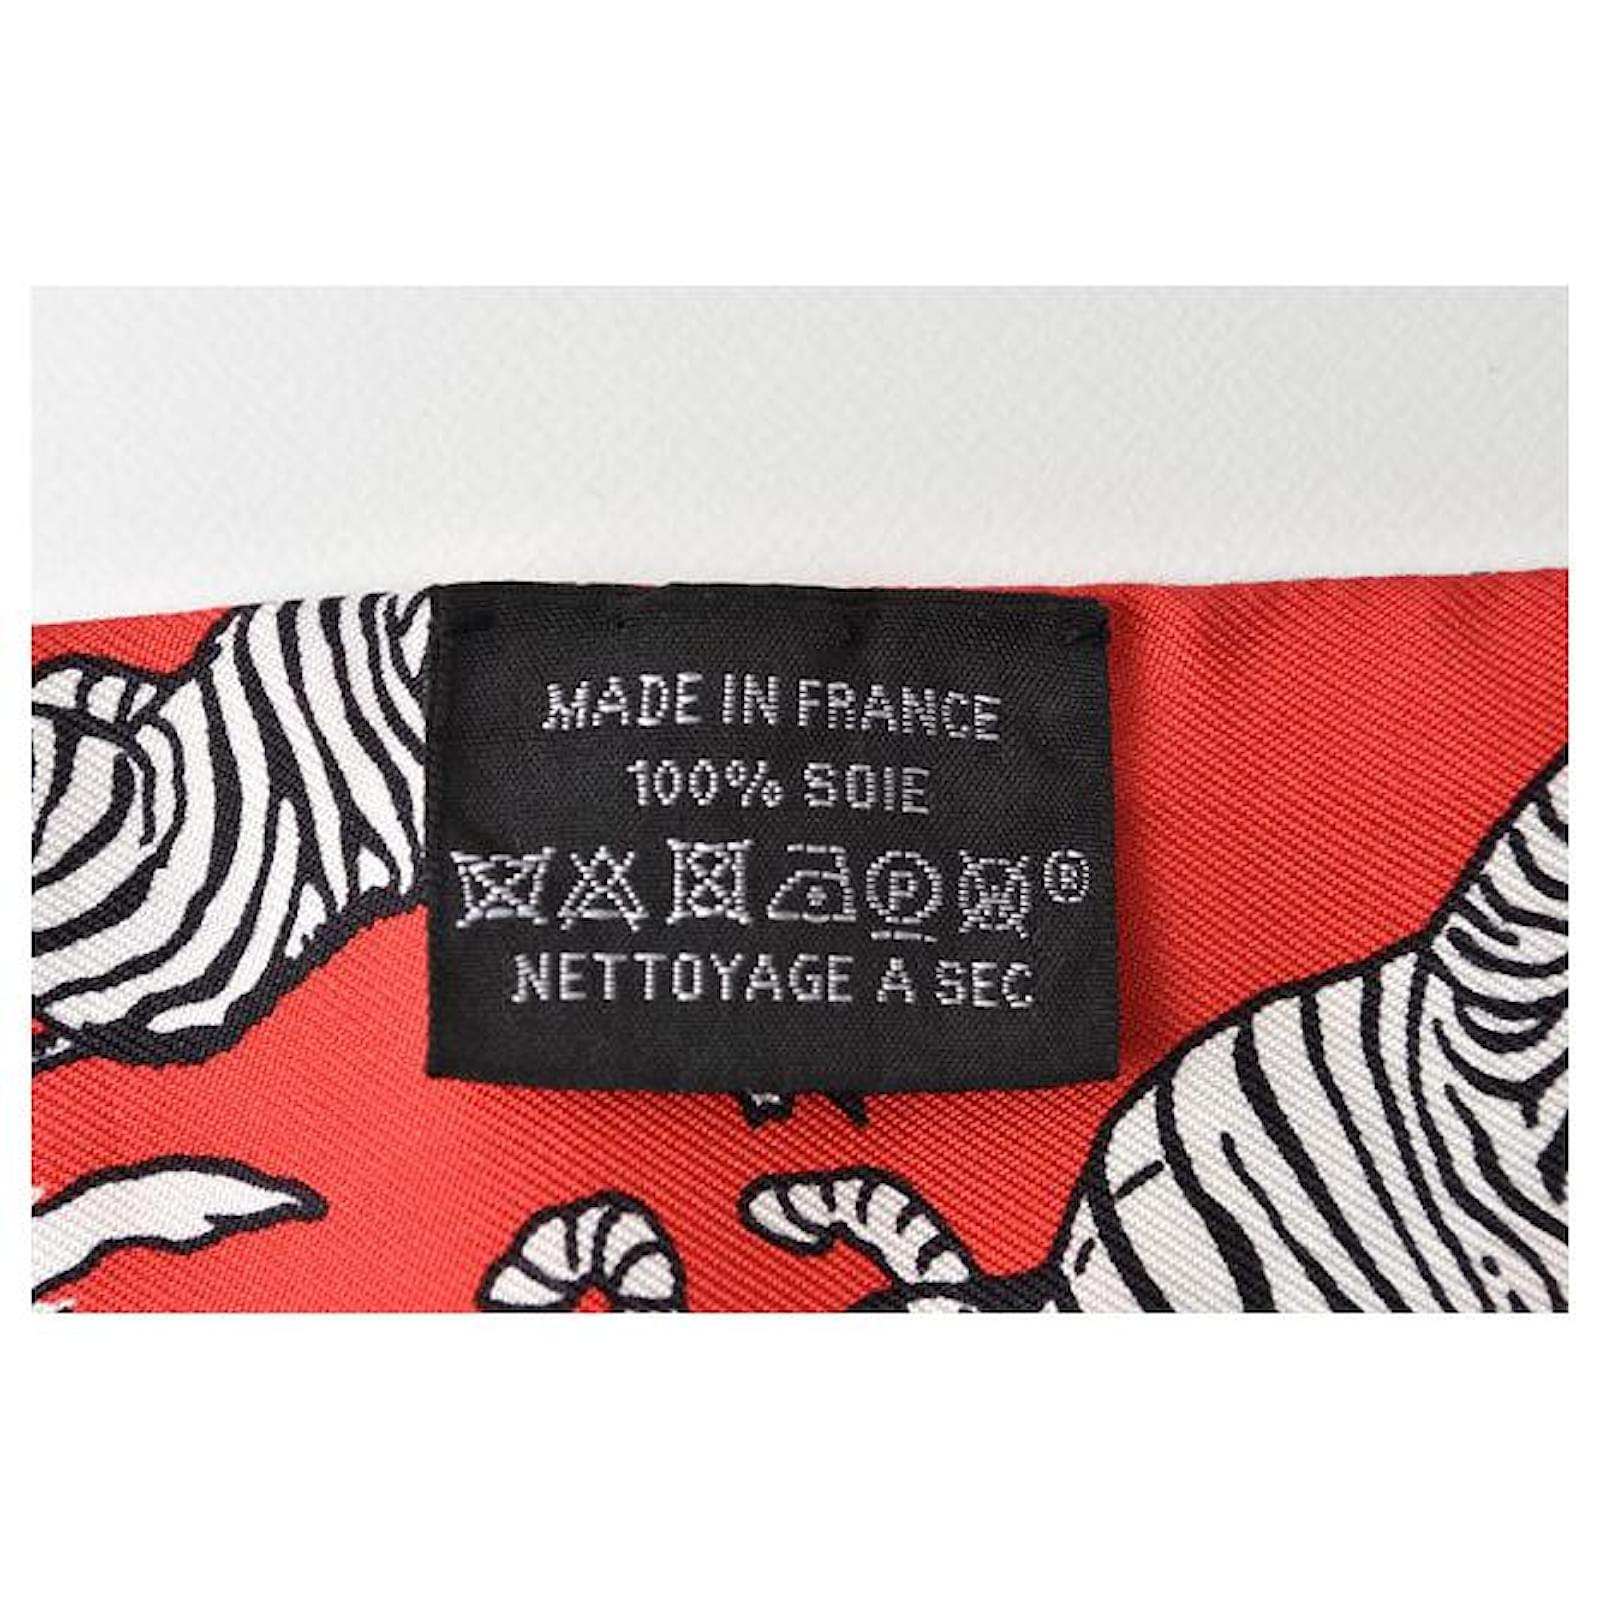 MADE IN FRANCE
100% SOIE
P W ®
NETTOYAGE A SEC